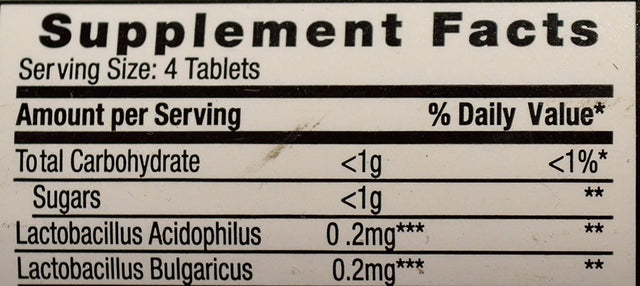 Supplement Facts
Serving Size: 4 Tablets
Amount per Serving % Daily Value*
Total Carbohydrate <1g <1%*
Sugars <1g **
Lactobacillus Acidophilus 0 .2mg*** **
Lactobacillus Bulgaricus 0.2mg*** **